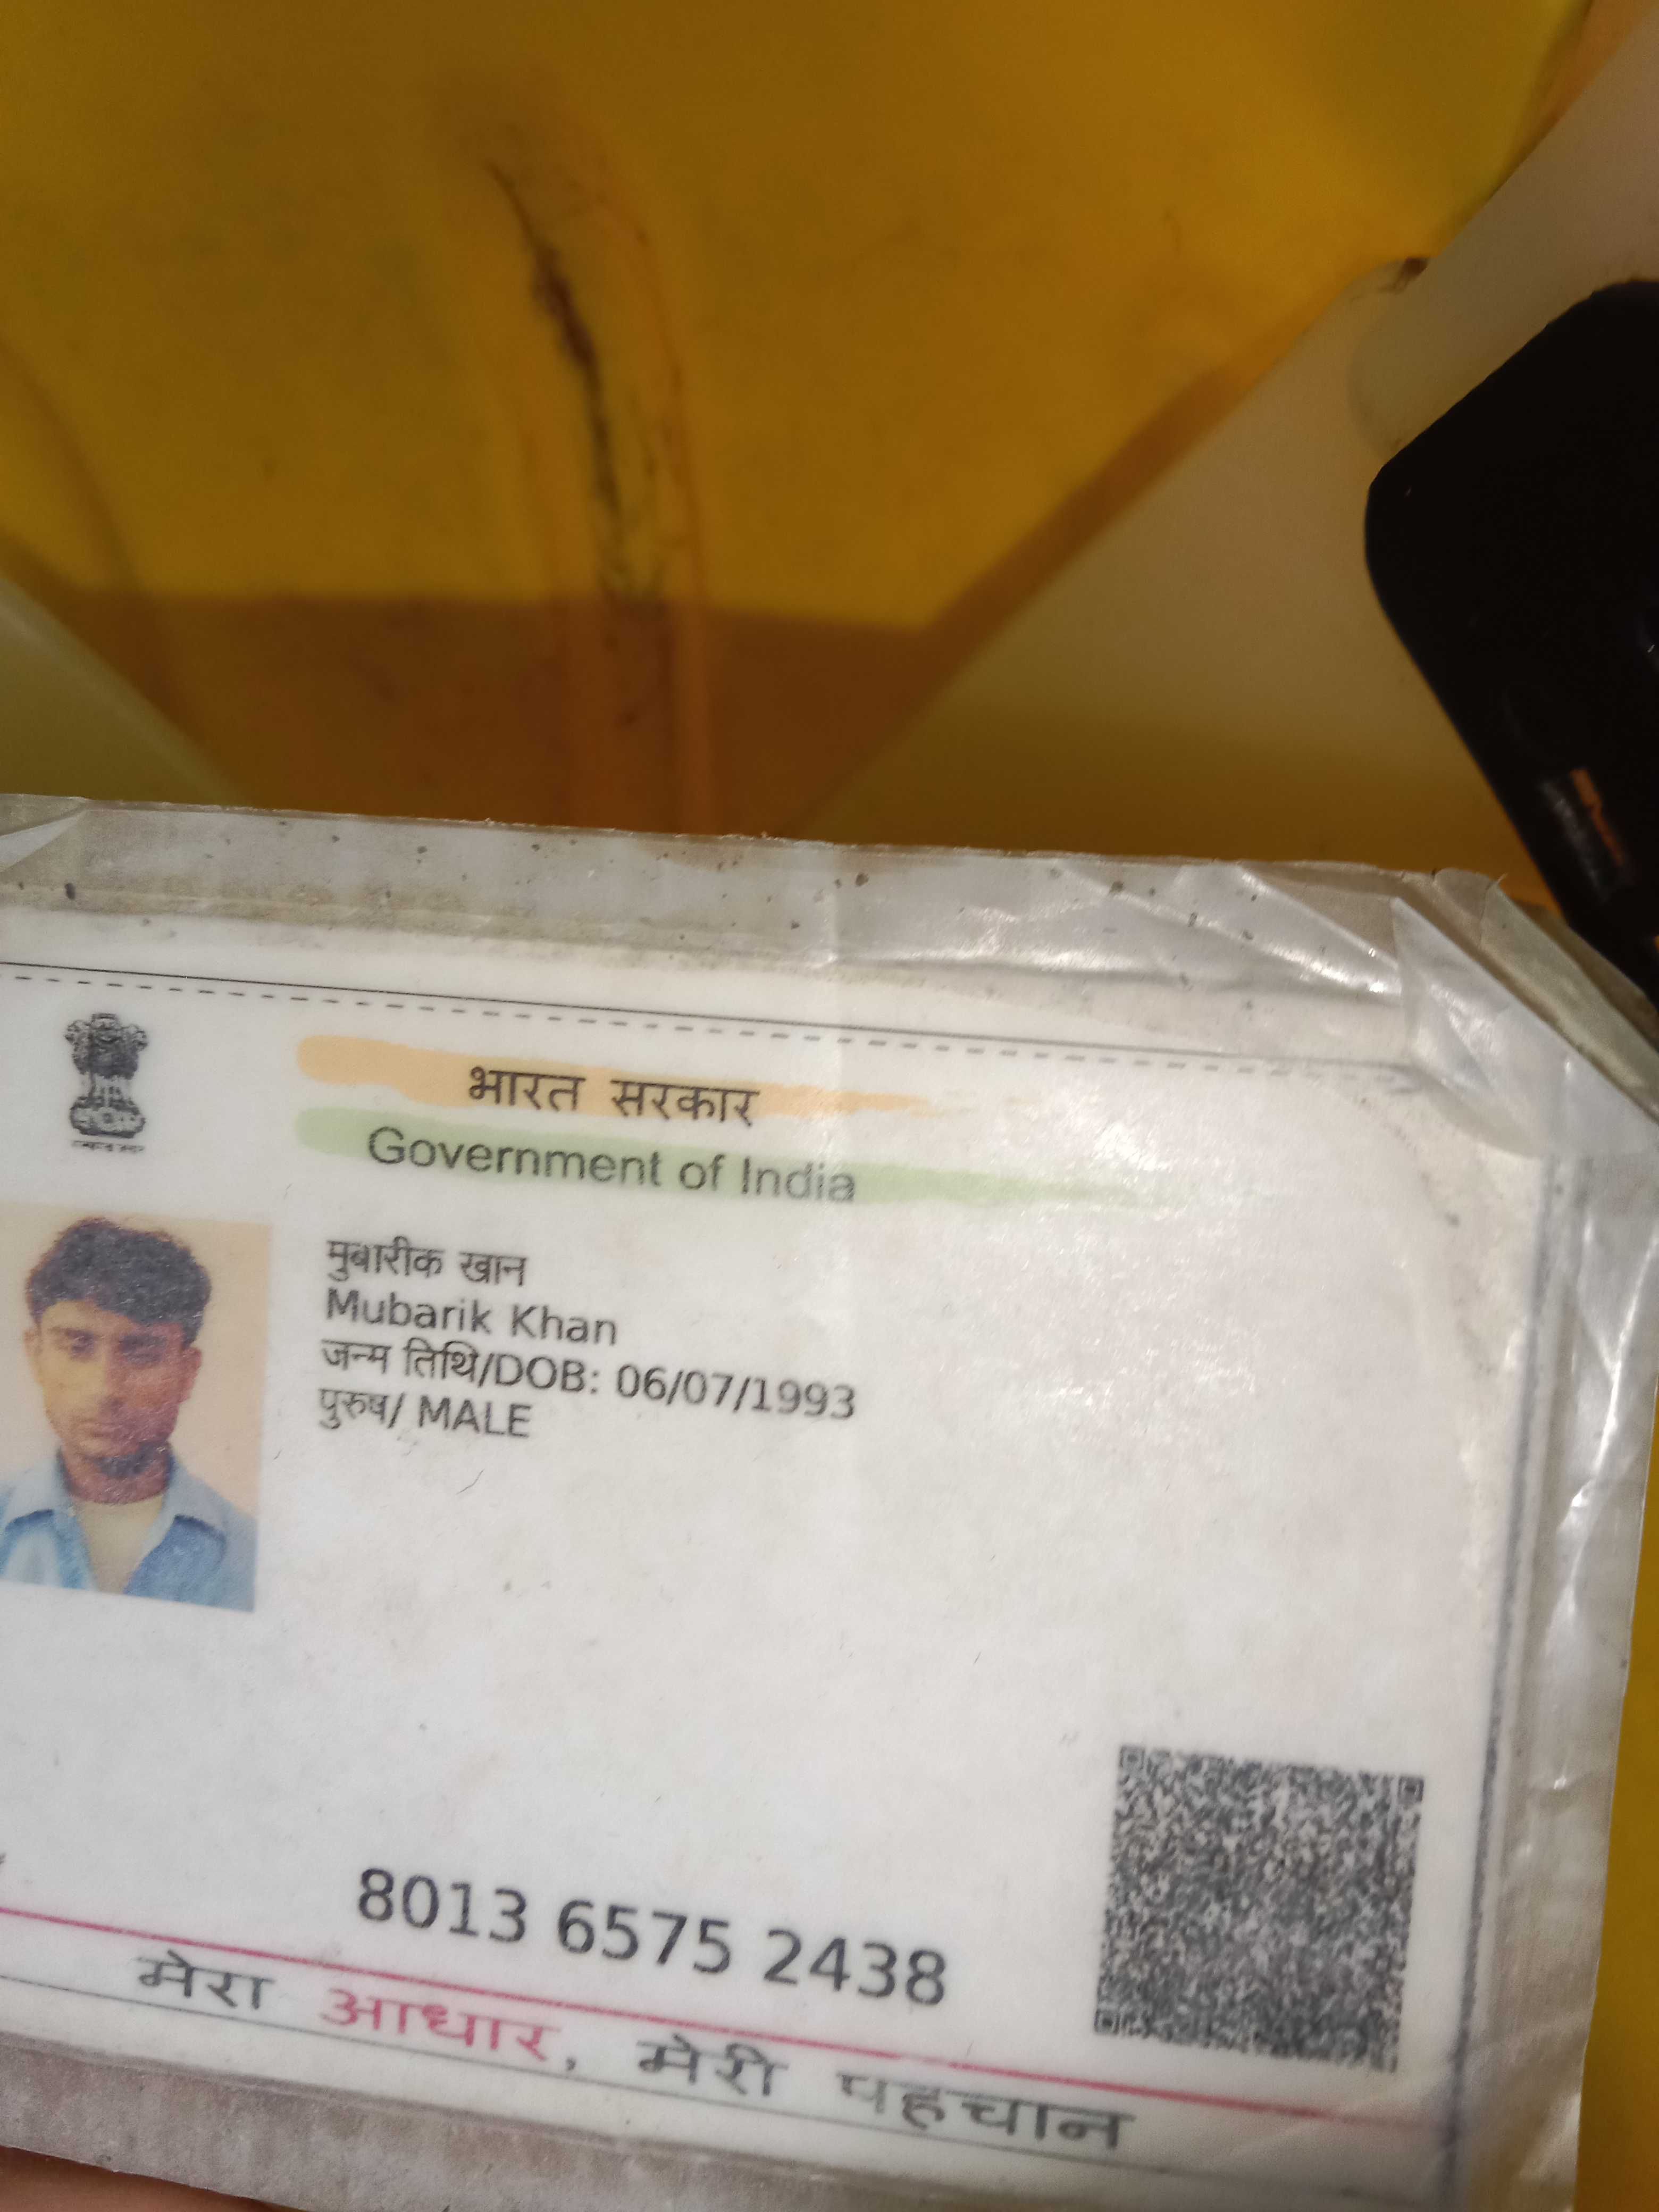 भारत सरकार
Government of India
मुबारीक खान
Mubarik Khan
जन्म तिथि/DOB: 06/07/1993
पुरुष/ MALE
8013 6575 2438
मेरा आधार, मेरी पहचान